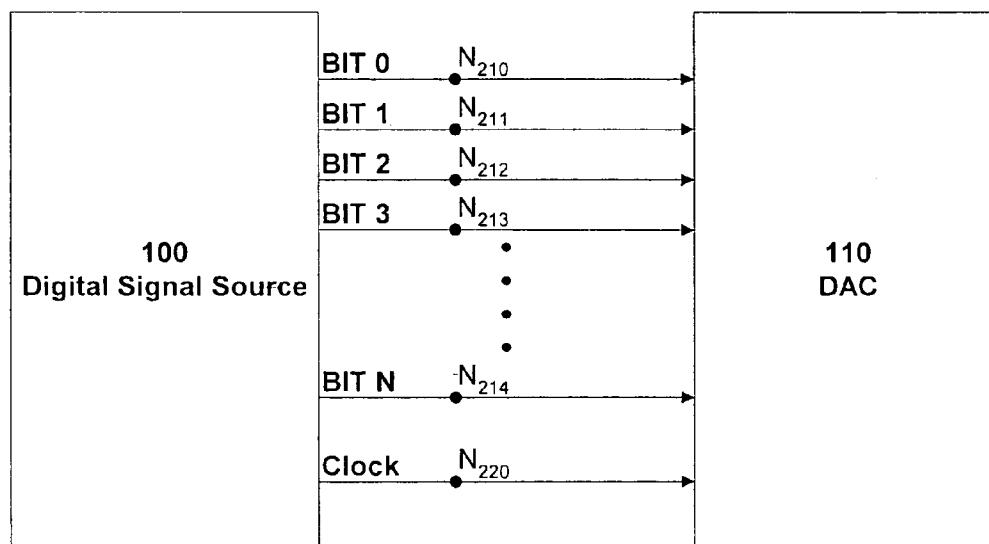 BIT 0 N210
BIT 1 N211
BIT 2 N212
BIT 3 N213
100
Digital Signal Source
110
DAC
BIT N N214
Clock N220